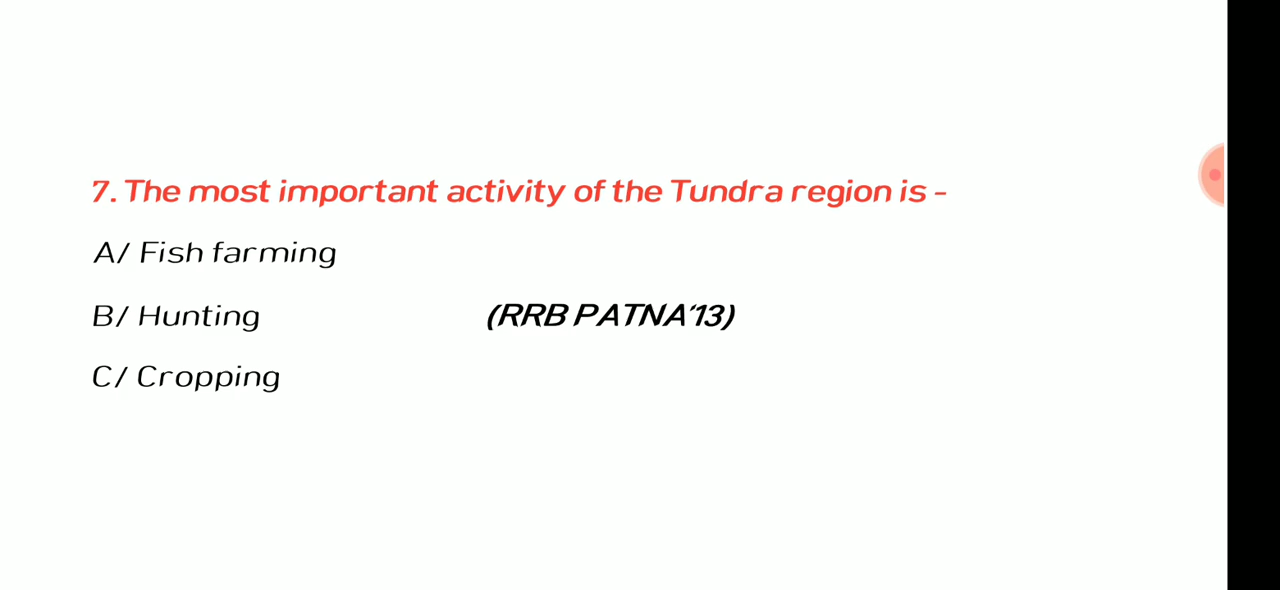 7. The most important activity of the Tundra region is -
A/ Fish farming
B/ Hunting (RRB PATNA'13)
C/ Cropping